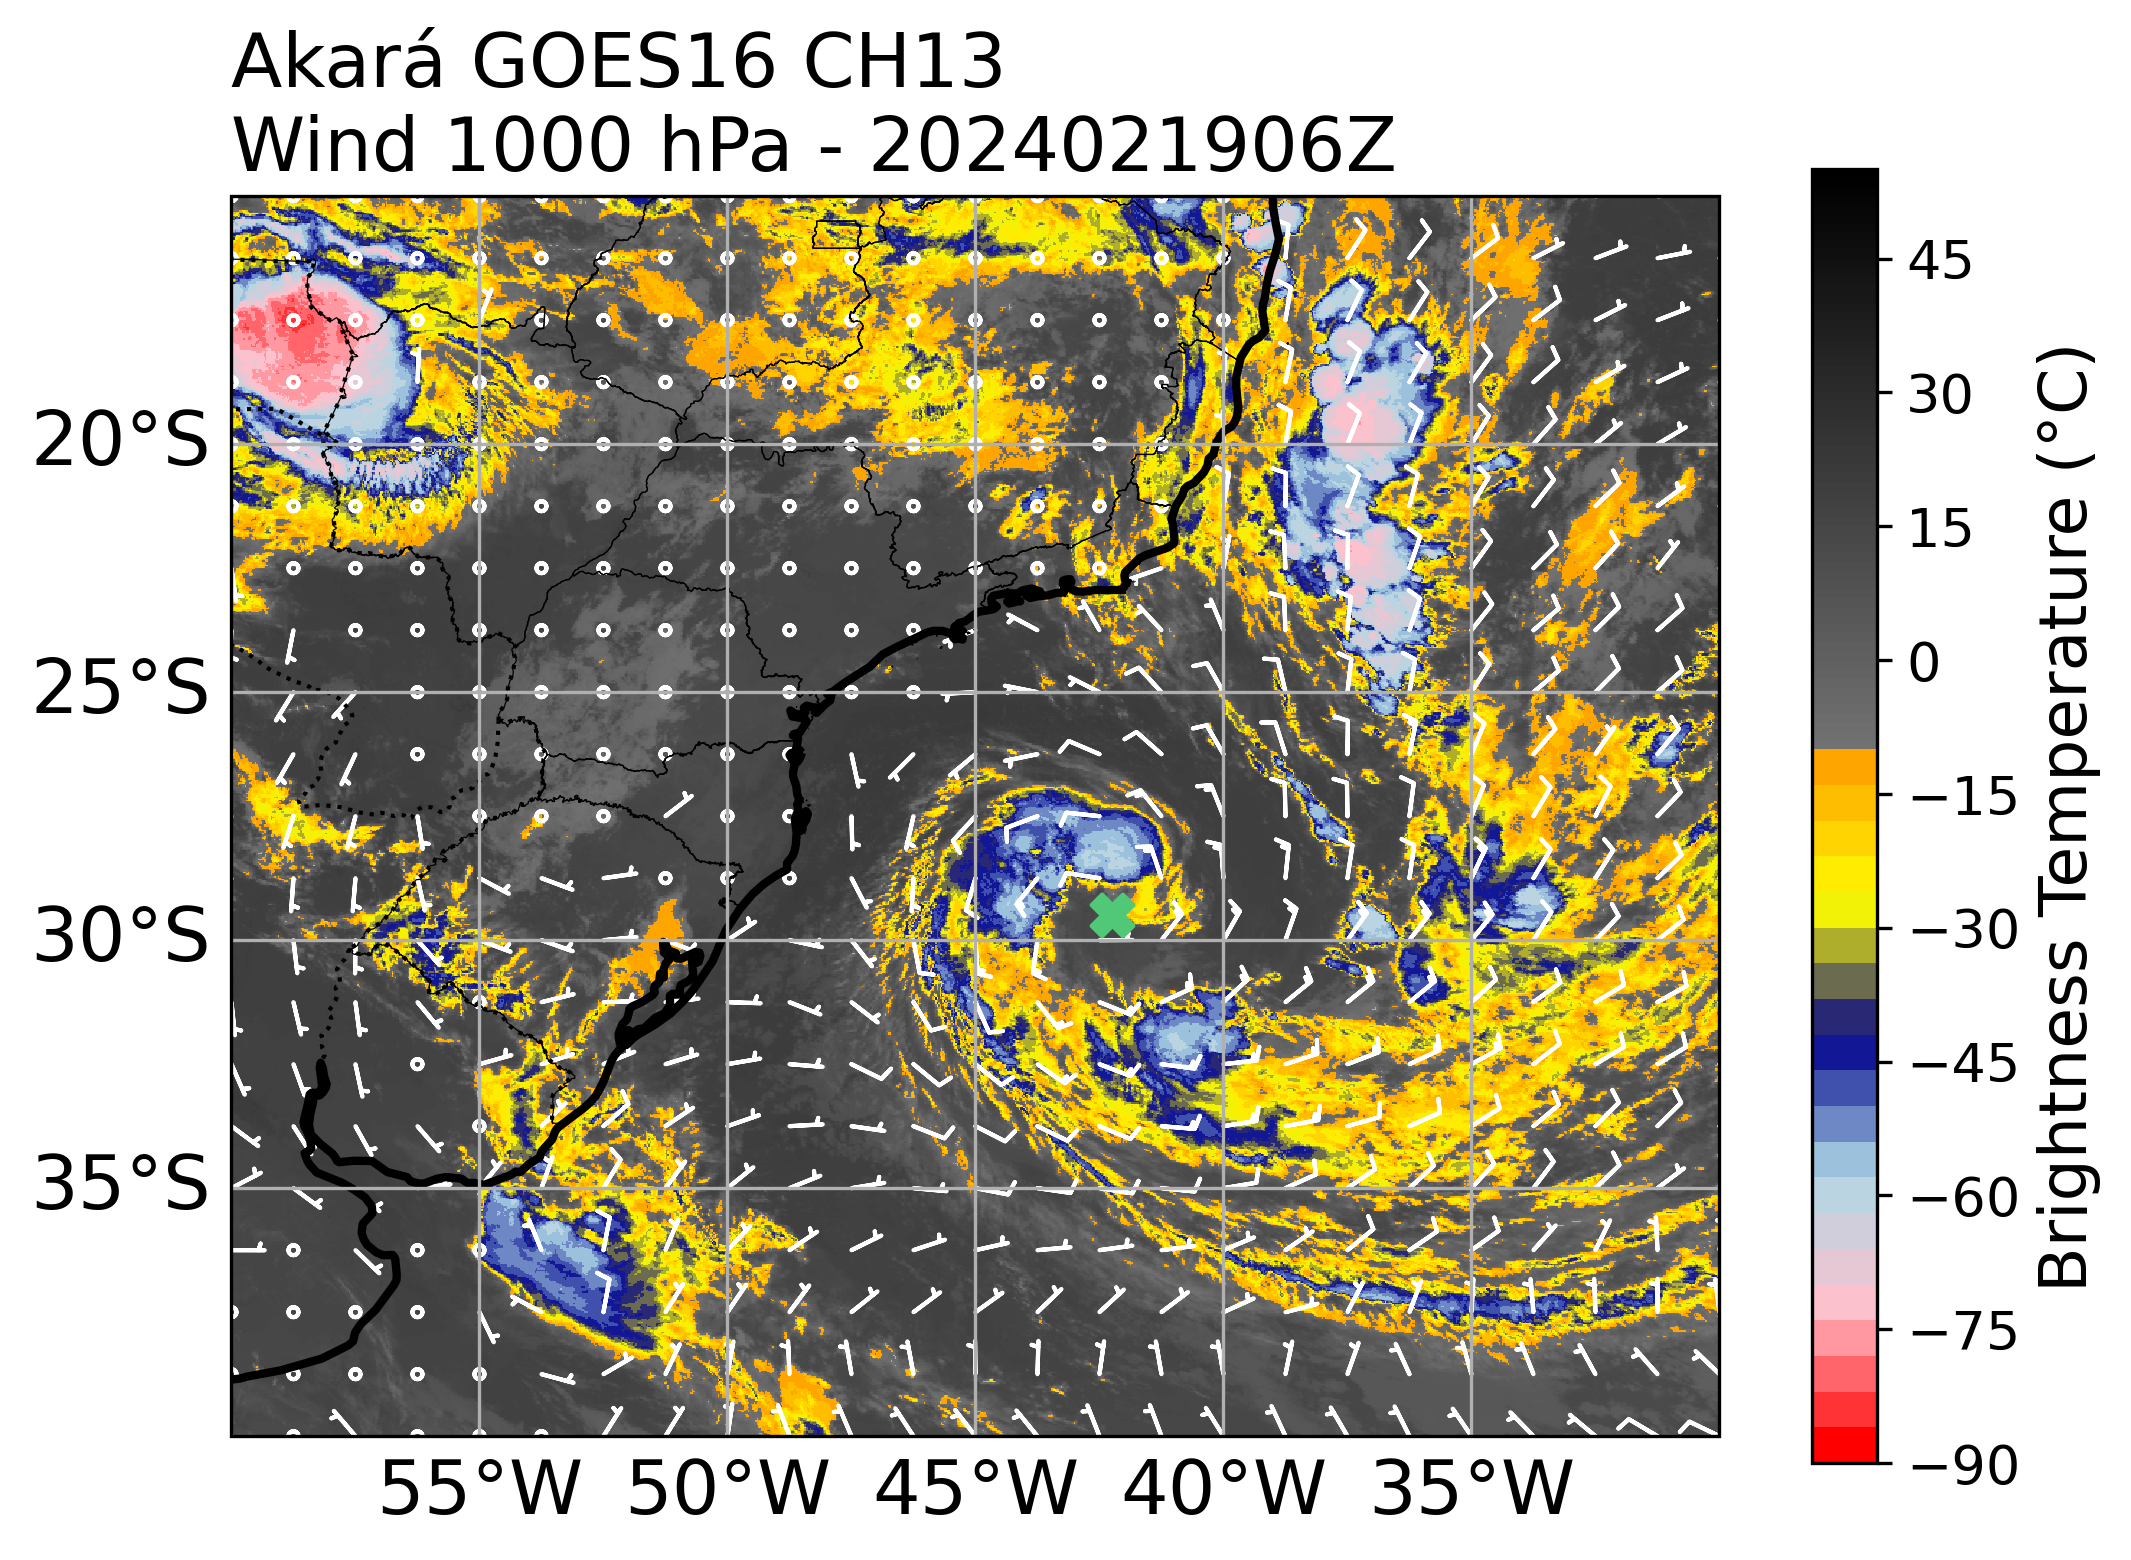 Akará GOES16 CH13
Wind 1000 hPa - 2024021906Z
20°S
25°S
30°S
35°S
55°W 50°W 45°W 40°W 35°W
45
30
15
0
−15
−30
−45
−60
−75
−90
Brightness Temperature (°C)